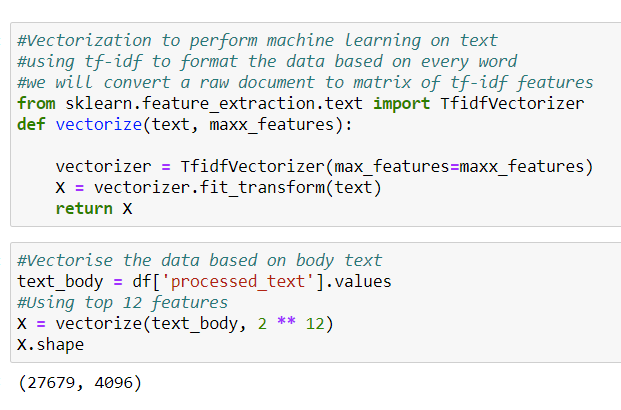 #Vectorization to perform machine learning on text
#using tf-idf to format the data based on every word
#we will convert a raw document to matrix of tf-idf features
from sklearn.feature_extraction.text import TfidfVectorizer
def vectorize(text, maxx_features):
    vectorizer = TfidfVectorizer(max_features=maxx_features)
    X = vectorizer.fit_transform(text)
    return X
#Vectorise the data based on body text
text_body = df['processed_text'].values
#Using top 12 features
X = vectorize(text_body, 2 ** 12)
X.shape
(27679, 4096)